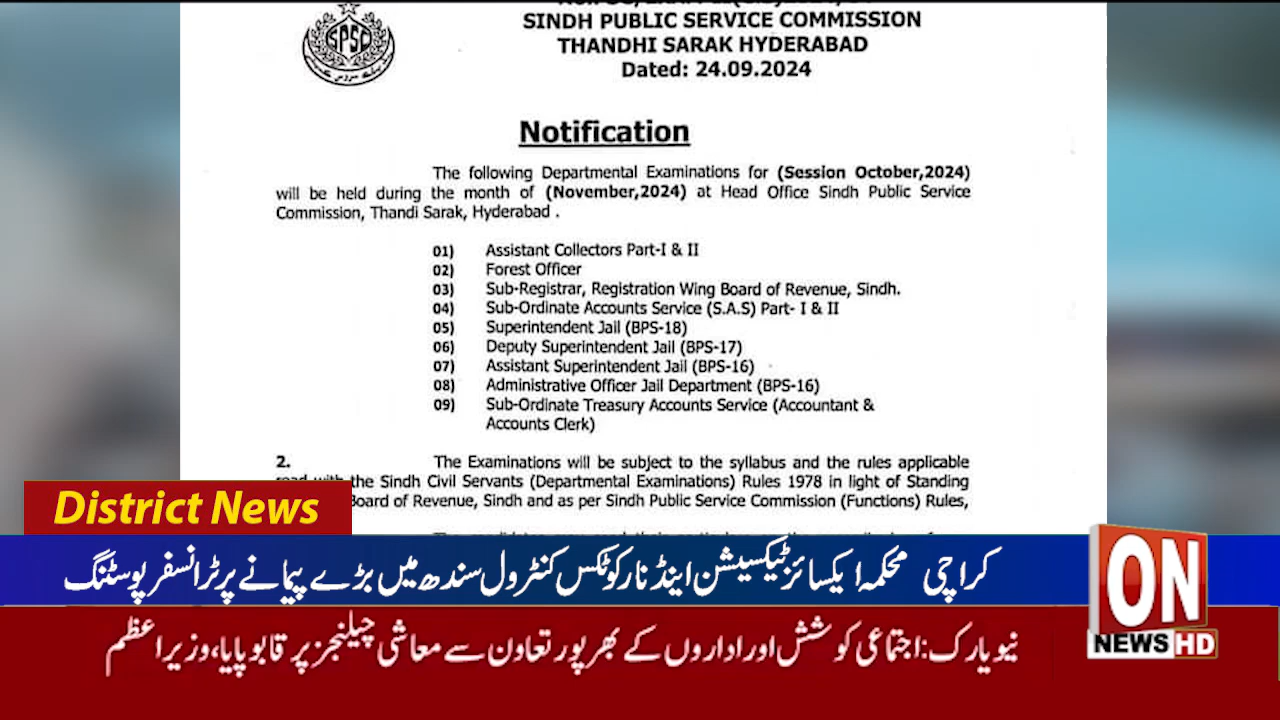 SPSC
SINDH PUBLIC SERVICE COMMISSION
THANDHI SARAK HYDERABAD
Dated: 24.09.2024
Notification
The following Departmental Examinations for (Session October,2024)
will be held during the month of (November,2024) at Head Office Sindh Public Service
Commission, Thandi Sarak, Hyderabad .
01) Assistant Collectors Part-I & II
02) Forest Officer
03) Sub-Registrar, Registration Wing Board of Revenue, Sindh.
04) Sub-Ordinate Accounts Service (S.A.S) Part- I & II
05) Superintendent Jail (BPS-18)
06) Deputy Superintendent Jail (BPS-17)
07) Assistant Superintendent Jail (BPS-16)
08) Administrative Officer Jail Department (BPS-16)
09) Sub-Ordinate Treasury Accounts Service (Accountant &
Accounts Clerk)
2. The Examinations will be subject to the syllabus and the rules applicable
read with the Sindh Civil Servants (Departmental Examinations) Rules 1978 in light of Standing
Board of Revenue, Sindh and as per Sindh Public Service Commission (Functions) Rules,
District News
کراچی محکمہ ایکسائز ٹیکسیشن اینڈ نارکوٹکس کنٹرول سندھ میں بڑے پیمانے پر ٹرانسفر پوسٹنگ
نیویارک: اجتماعی کوشش اور اداروں کے بھرپور تعاون سے معاشی چیلنجز پر قابو پایا، وزیراعظم
ON
NEWS HD